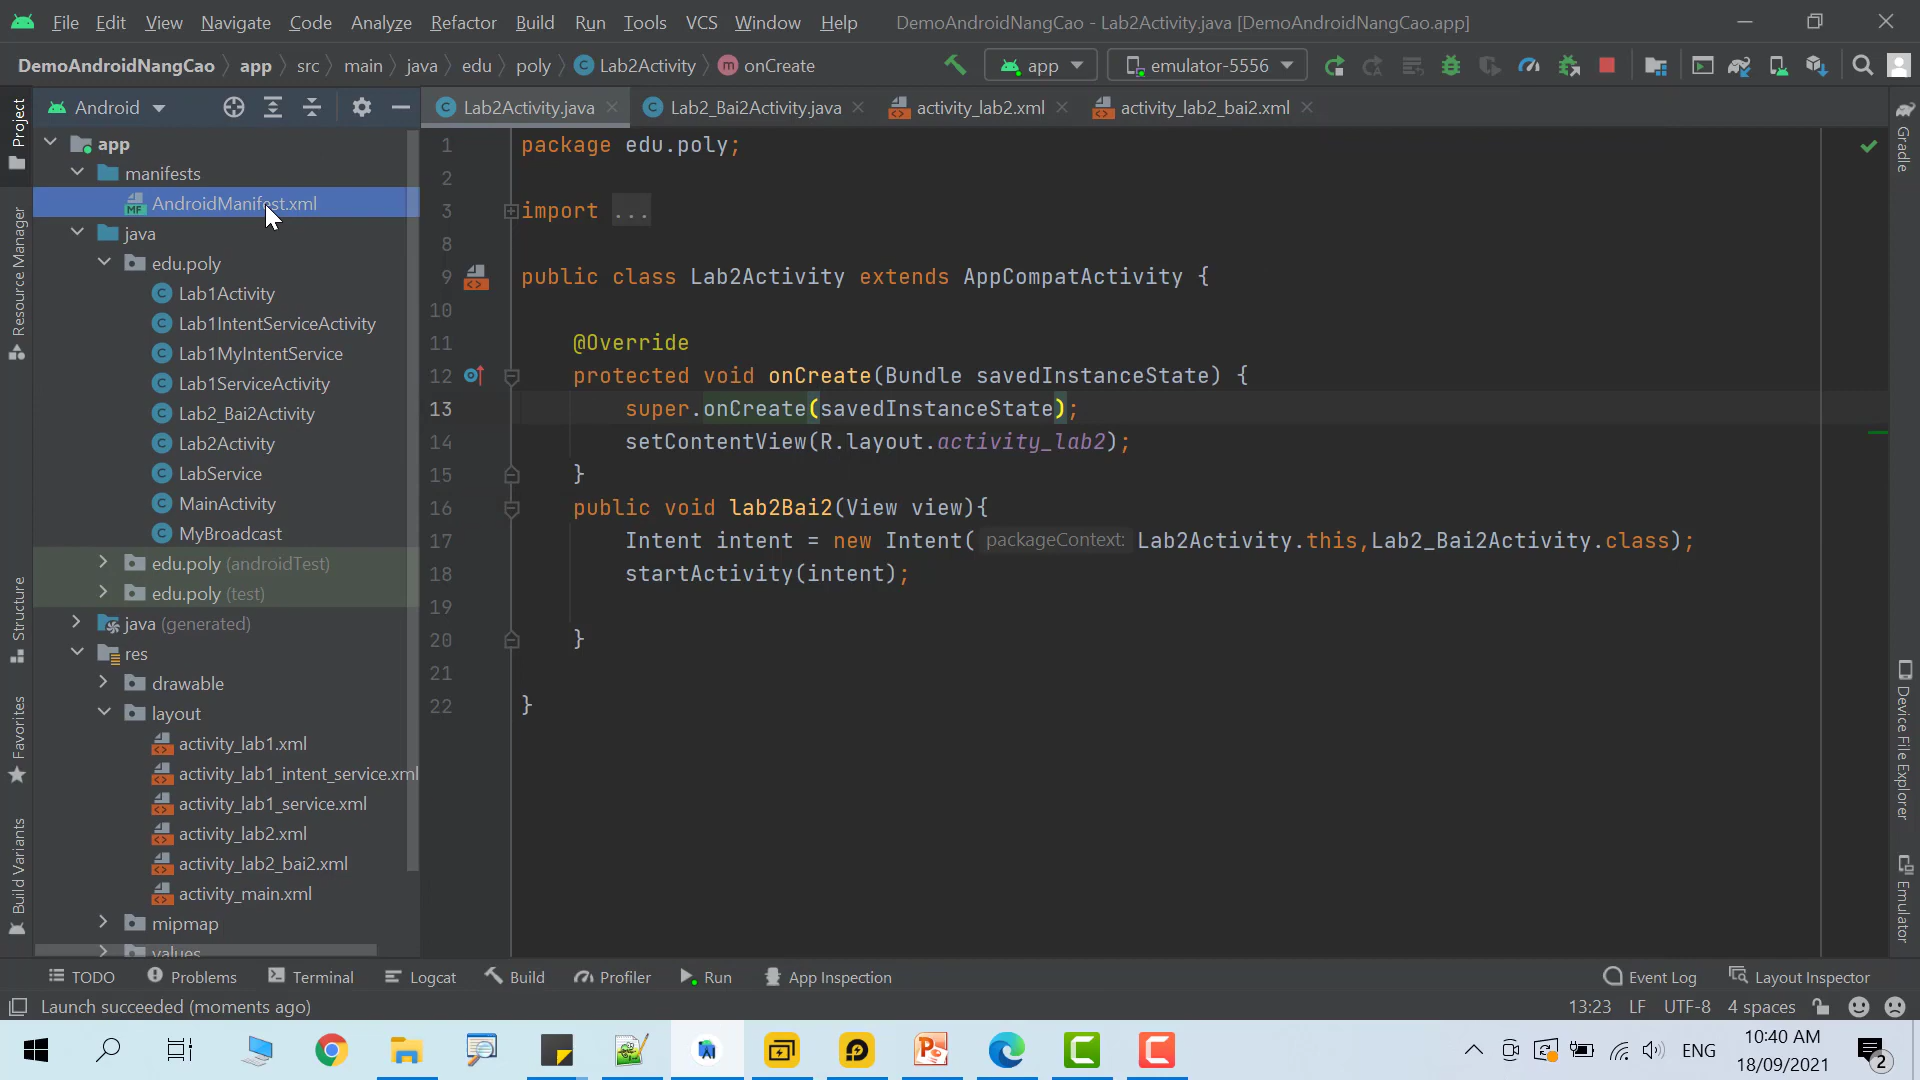 File Edit View Navigate Code Analyze Refactor Build Run Tools VCS Window Help DemoAndroidNangCao - Lab2Activity.java [DemoAndroidNangCao.app]
DemoAndroidNangCao app src main java edu poly Lab2Activity onCreate app emulator-5556
Android Lab2Activity.java Lab2_Bai2Activity.java activity_lab2.xml activity_lab2_bai2.xml
Project
Resource Manager
Structure
Favorites
Build Variants
app
manifests
AndroidManifest.xml
java
edu.poly
Lab1Activity
Lab1IntentServiceActivity
Lab1MyIntentService
Lab1ServiceActivity
Lab2_Bai2Activity
Lab2Activity
LabService
MainActivity
MyBroadcast
edu.poly (androidTest)
edu.poly (test)
java (generated)
res
drawable
layout
activity_lab1.xml
activity_lab1_intent_service.xml
activity_lab1_service.xml
activity_lab2.xml
activity_lab2_bai2.xml
activity_main.xml
mipmap
values
1 package edu.poly;
2
3 import ...
8
9 public class Lab2Activity extends AppCompatActivity {
10
11 @Override
12 protected void onCreate(Bundle savedInstanceState) {
13 super.onCreate(savedInstanceState);
14 setContentView(R.layout.activity_lab2);
15 }
16 public void lab2Bai2(View view){
17 Intent intent = new Intent( packageContext: Lab2Activity.this,Lab2_Bai2Activity.class);
18 startActivity(intent);
19
20 }
21
22 }
Gradle
Device File Explorer
Emulator
TODO Problems Terminal Logcat Build Profiler Run App Inspection Event Log Layout Inspector
Launch succeeded (moments ago) 13:23 LF UTF-8 4 spaces
ENG 10:40 AM
18/09/2021
2